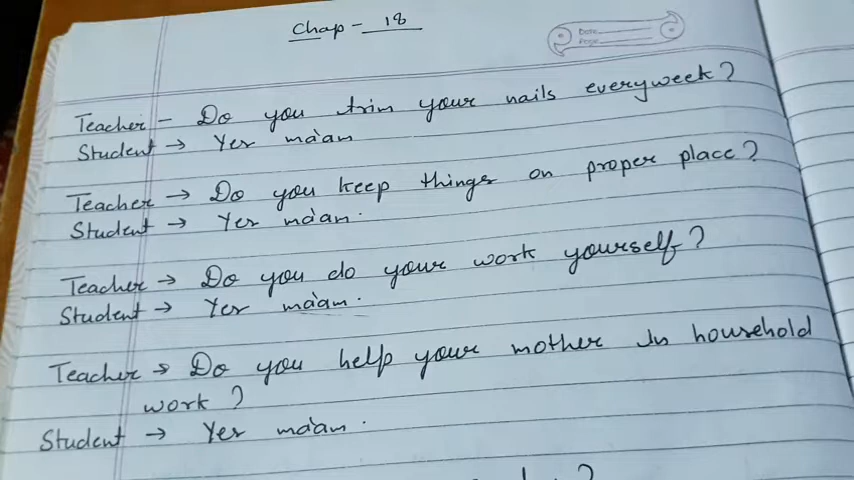 Chap - 18
Date
Page
Teacher - Do you trim your nails everyweek?
Student → Yes ma'am
Teacher → Do you keep things on proper place?
Student → Yes ma'am.
Teacher → Do you do your work yourself?
Student → Yes ma'am.
Teacher → Do you help your mother in household
work?
Student → Yes ma'am.